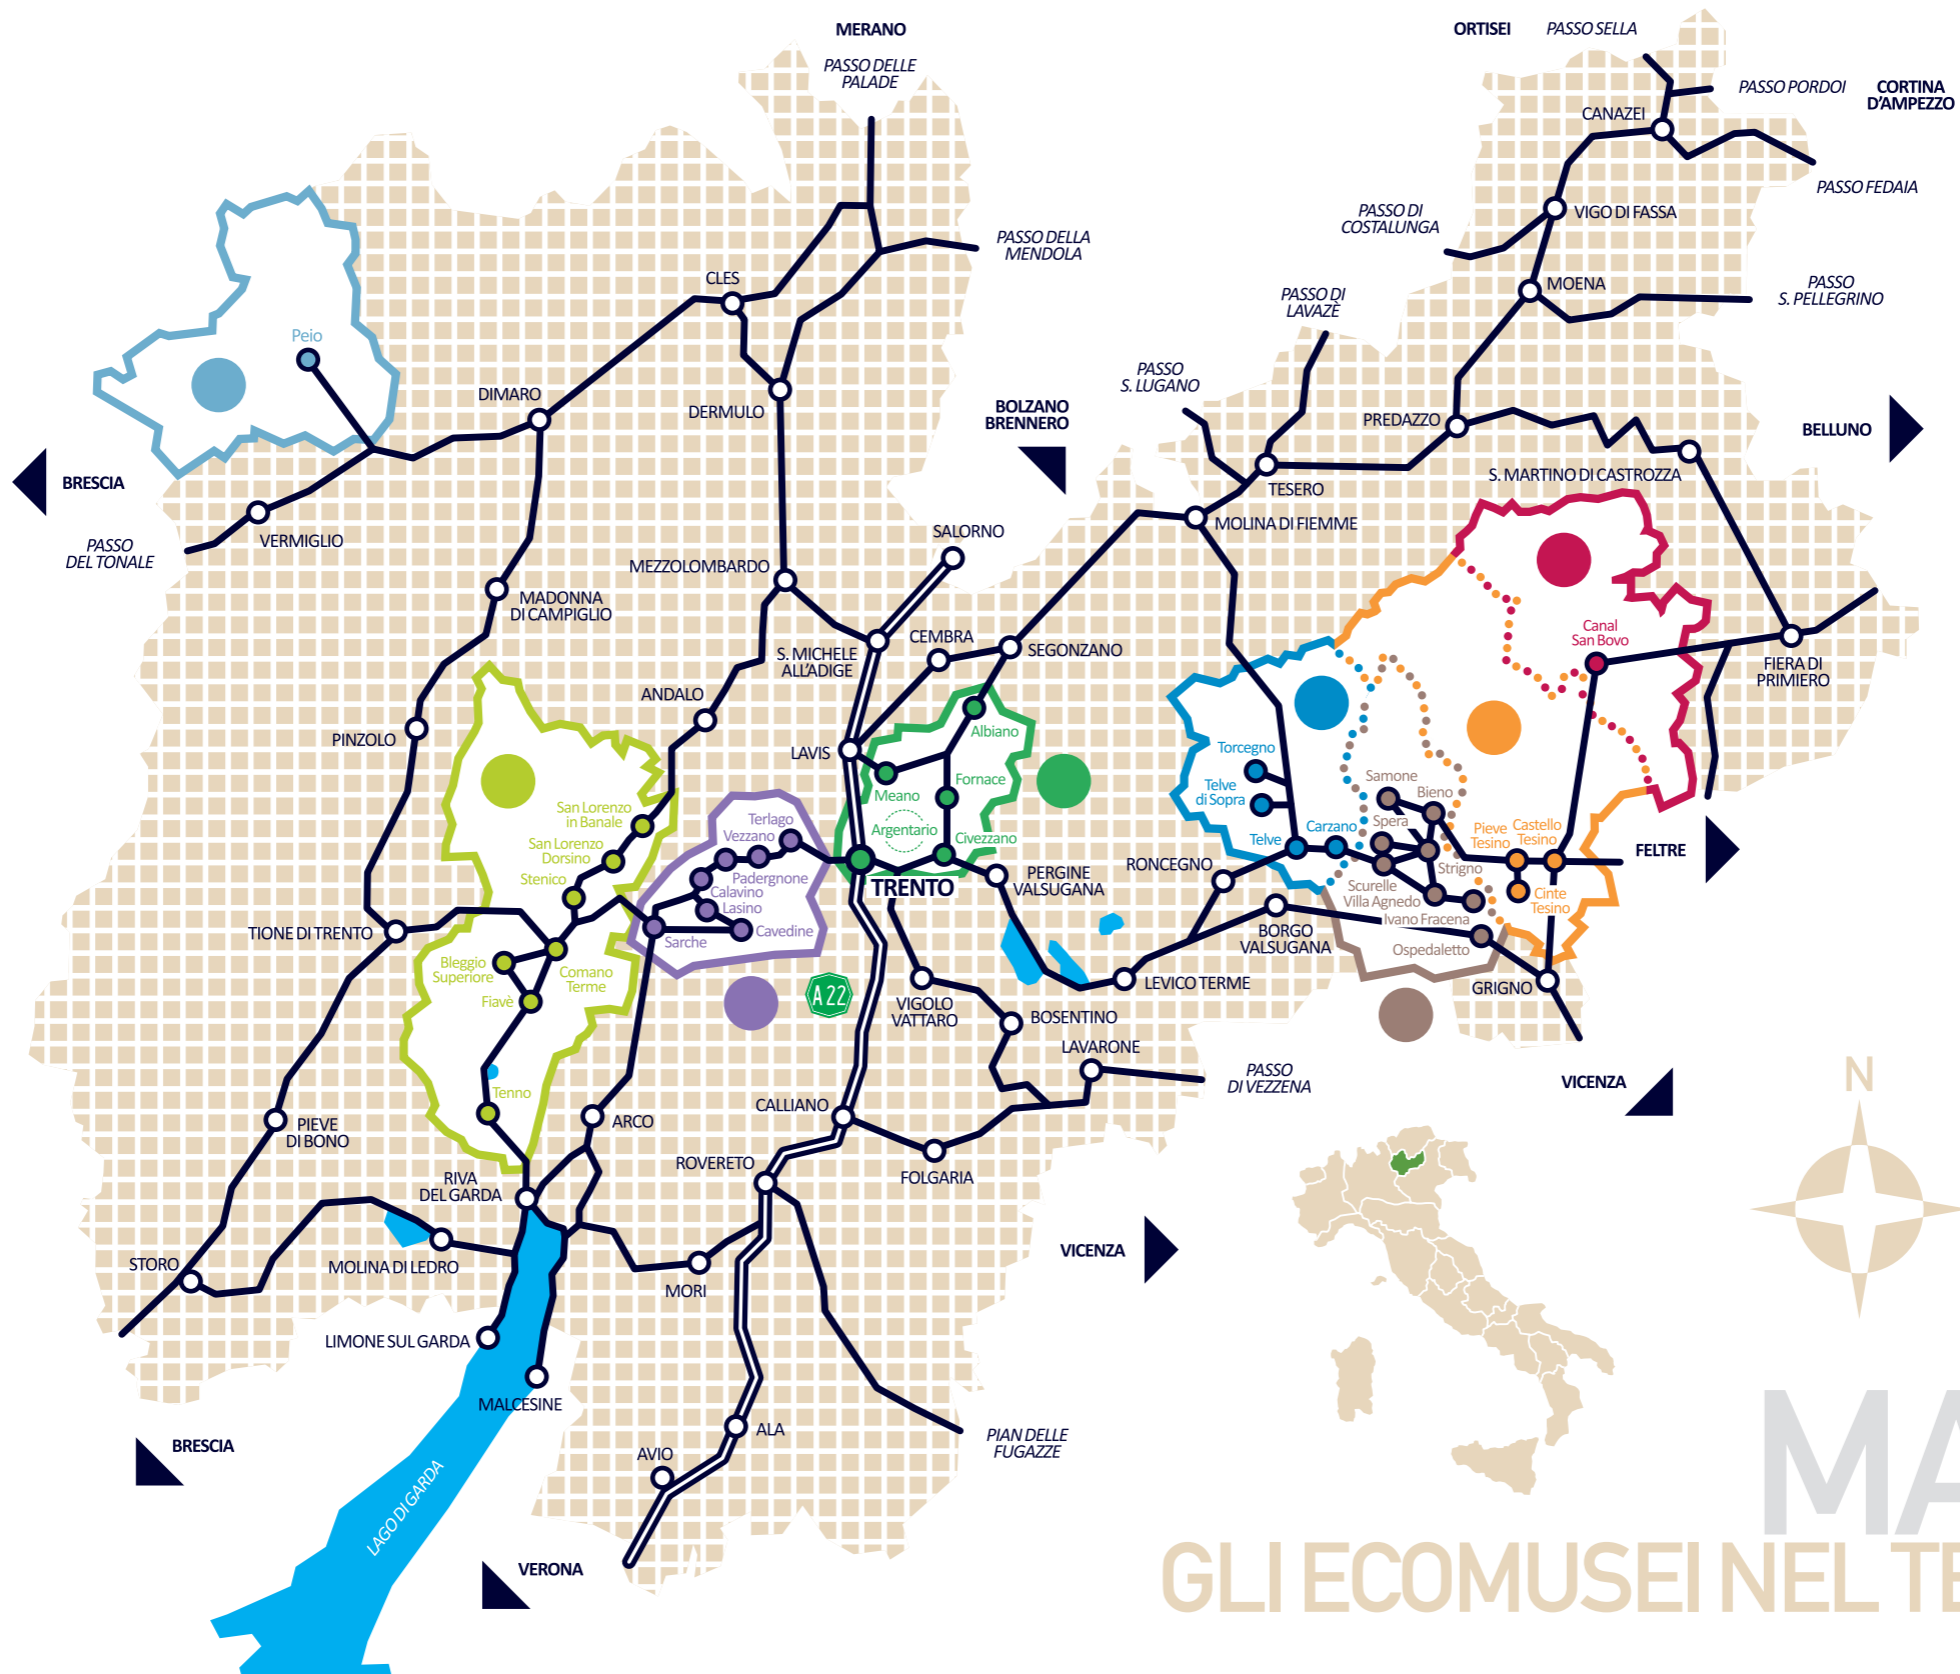 MERANO
PASSO DELLE
PALADE
ORTISEI
PASSO SELLA
PASSO PORDOI
CORTINA
D'AMPEZZO
CANAZEI
PASSO FEDAIA
PASSO DI
COSTALUNGA
VIGO DI FASSA
PASSO DELLA
MENDOLA
CLES
MOENA
PASSO
S. PELLEGRINO
PASSO DI
LAVAZÈ
Peio
PASSO
S. LUGANO
DIMARO
DERMULO
BOLZANO
BRENNERO
PREDAZZO
BELLUNO
BRESCIA
TESERO
S. MARTINO DI CASTROZZA
VERMIGLIO
PASSO
DEL TONALE
SALORNO
MOLINA DI FIEMME
MEZZOLOMBARDO
MADONNA
DI CAMPIGLIO
CEMBRA
S. MICHELE
ALL'ADIGE
SEGONZANO
Canal
San Bovo
FIERA DI
PRIMIERO
ANDALO
PINZOLO
LAVIS
Albiano
Torcegno
Fornace
Meano
Telve
di Sopra
Samone
Bieno
San Lorenzo
in Banale
Terlago
Vezzano
Argentario
Civezzano
Telve
Carzano
Spera
Pieve
Tesino
Castello
Tesino
San Lorenzo
Dorsino
FELTRE
Stenico
Padergnone
Calavino
Lasino
TRENTO
PERGINE
VALSUGANA
RONCEGNO
Strigno
Scurelle
Villa Agnedo
Ivano Fracena
Cinte
Tesino
TIONE DI TRENTO
Sarche
Cavedine
BORGO
VALSUGANA
Ospedaletto
Bleggio
Superiore
Comano
Terme
Fiavè
A 22
VIGOLO
VATTARO
LEVICO TERME
GRIGNO
BOSENTINO
LAVARONE
PASSO
DI VEZZENA
VICENZA
N
Tenno
CALLIANO
PIEVE
DI BONO
ARCO
ROVERETO
FOLGARIA
RIVA
DEL GARDA
VICENZA
STORO
MOLINA DI LEDRO
MORI
LIMONE SUL GARDA
MALCESINE
ALA
AVIO
PIAN DELLE
FUGAZZE
BRESCIA
LAGO DI GARDA
VERONA
MA
GLI ECOMUSEI NEL TE